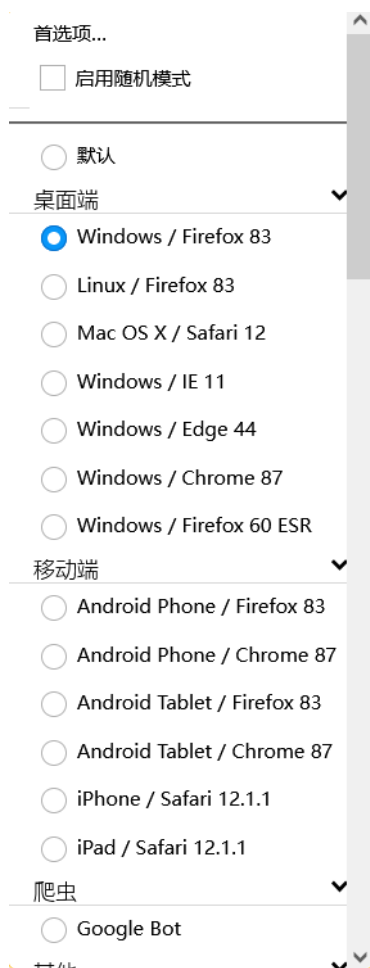 首选项...
启用随机模式
默认
桌面端
Windows / Firefox 83
Linux / Firefox 83
Mac OS X / Safari 12
Windows / IE 11
Windows / Edge 44
Windows / Chrome 87
Windows / Firefox 60 ESR
移动端
Android Phone / Firefox 83
Android Phone / Chrome 87
Android Tablet / Firefox 83
Android Tablet / Chrome 87
iPhone / Safari 12.1.1
iPad / Safari 12.1.1
爬虫
Google Bot